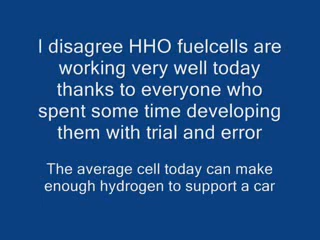 I disagree HHO fuelcells are
working very well today
thanks to everyone who
spent some time developing
them with trial and error
The average cell today can make
enough hydrogen to support a car